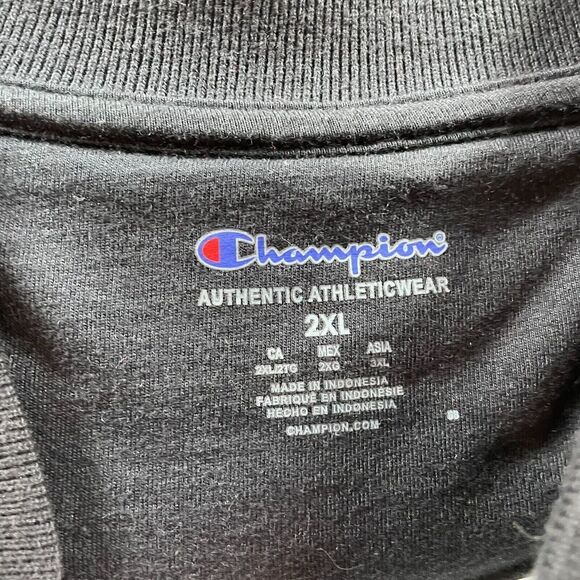 Champion®
AUTHENTIC ATHLETICWEAR
2XL
CA MEX ASIA
2XL/2TG 2XG 3XL
MADE IN INDONESIA
FABRIQUÉ EN INDONÉSIE
HECHO EN INDONESIA
CHAMPION.COM